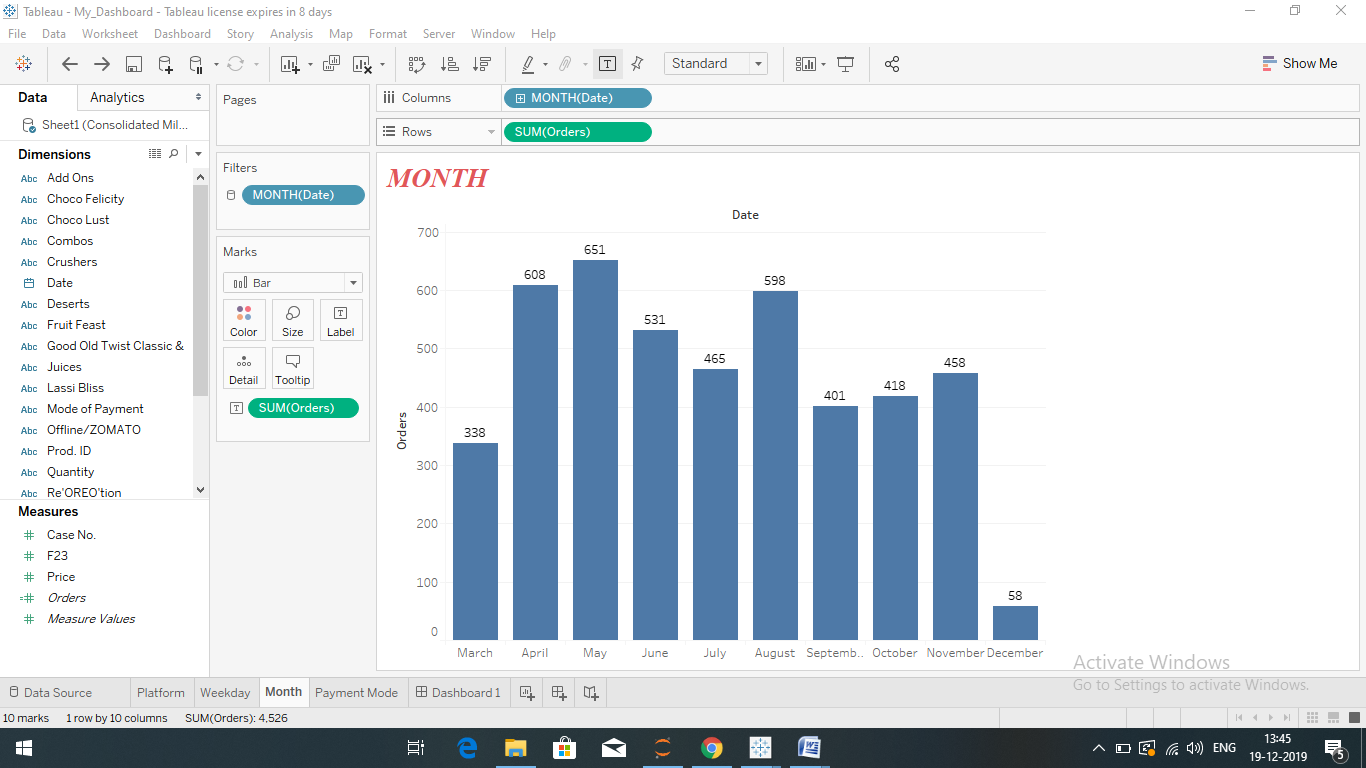 Tableau - My_Dashboard - Tableau license expires in 8 days
File Data Worksheet Dashboard Story Analysis Map Format Server Window Help
Standard
Show Me
Data Analytics
Sheet1 (Consolidated Mil...
Dimensions
Abc Add Ons
Abc Choco Felicity
Abc Choco Lust
Abc Combos
Abc Crushers
Date
Abc Deserts
Abc Fruit Feast
Abc Good Old Twist Classic &
Abc Juices
Abc Lassi Bliss
Abc Mode of Payment
Abc Offline/ZOMATO
Abc Prod. ID
Abc Quantity
Abc Re'OREO'tion
Measures
# Case No.
# F23
# Price
=# Orders
# Measure Values
Pages
Filters
MONTH(Date)
Marks
Bar
Color Size Label
Detail Tooltip
SUM(Orders)
Columns MONTH(Date)
Rows SUM(Orders)
MONTH
Date
Orders
700
600
500
400
300
200
100
0
338 608 651 531 465 598 401 418 458 58
March April May June July August Septemb.. October November December
Activate Windows
Go to Settings to activate Windows.
Data Source Platform Weekday Month Payment Mode Dashboard 1
10 marks 1 row by 10 columns SUM(Orders): 4,526
ENG 13:45
19-12-2019
5